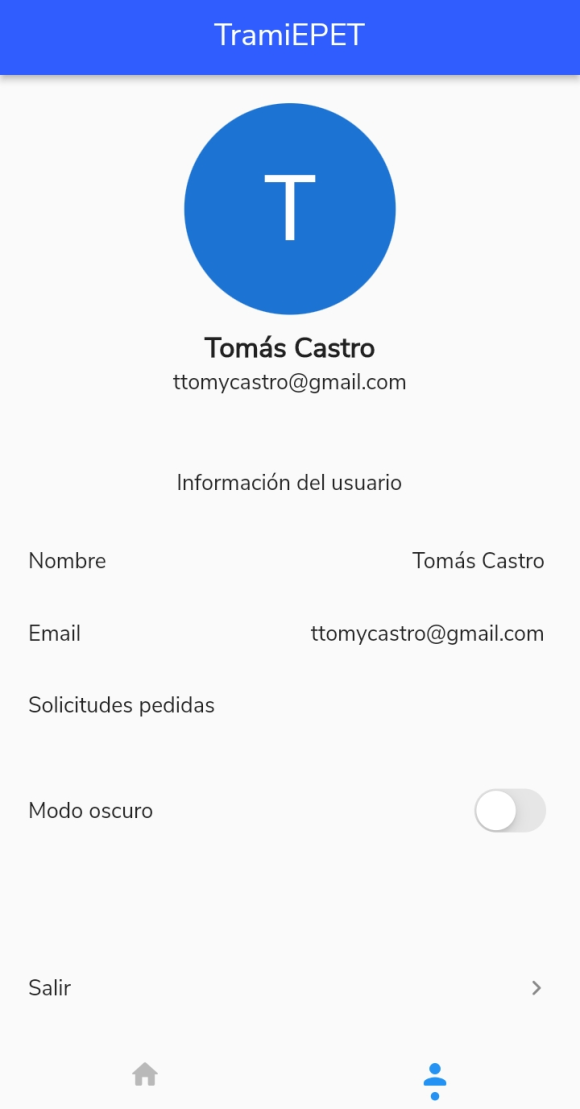 TramiEPET
T
Tomás Castro
ttomycastro@gmail.com
Información del usuario
Nombre Tomás Castro
Email ttomycastro@gmail.com
Solicitudes pedidas
Modo oscuro
Salir